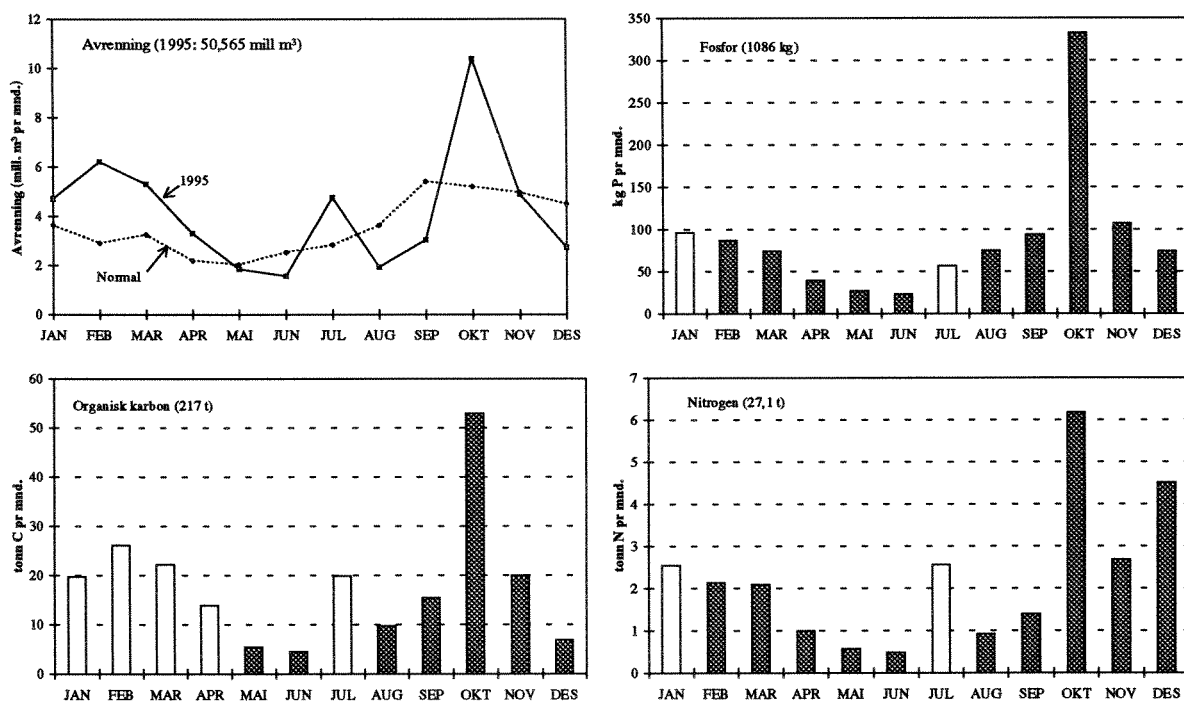 Avrenning (1995: 50,565 mill m³)
Avrenning (mill. m³ pr mnd.)
12
10
8
6
4
2
0
1995
Normal
JAN FEB MAR APR MAI JUN JUL AUG SEP OKT NOV DES
Fosfor (1086 kg)
kg P pr mnd.
350
300
250
200
150
100
50
0
JAN FEB MAR APR MAI JUN JUL AUG SEP OKT NOV DES
Organisk karbon (217 t)
tonn C pr mnd.
60
50
40
30
20
10
0
JAN FEB MAR APR MAI JUN JUL AUG SEP OKT NOV DES
Nitrogen (27,1 t)
tonn N pr mnd.
7
6
5
4
3
2
1
0
JAN FEB MAR APR MAI JUN JUL AUG SEP OKT NOV DES